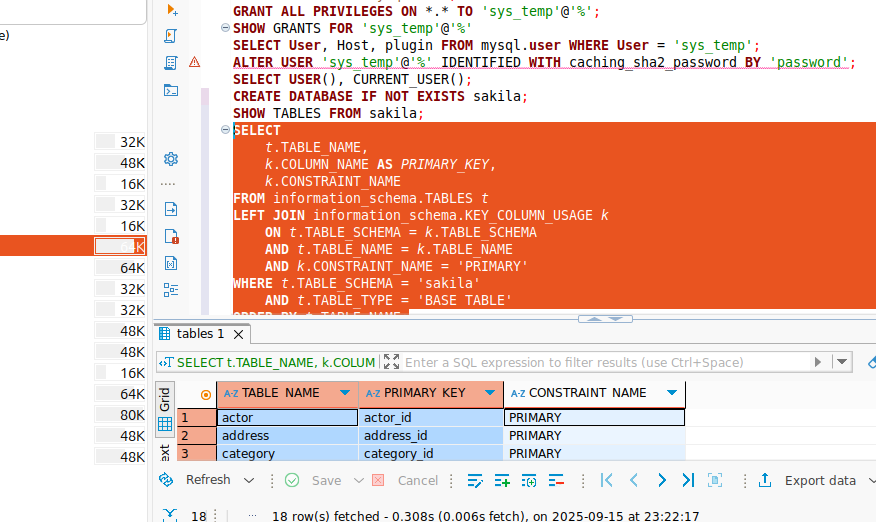 GRANT ALL PRIVILEGES ON *.* TO 'sys_temp'@'%';
SHOW GRANTS FOR 'sys_temp'@'%'
SELECT User, Host, plugin FROM mysql.user WHERE User = 'sys_temp';
ALTER USER 'sys_temp'@'%' IDENTIFIED WITH caching_sha2_password BY 'password';
SELECT USER(), CURRENT_USER();
CREATE DATABASE IF NOT EXISTS sakila;
SHOW TABLES FROM sakila;
SELECT
t.TABLE_NAME,
k.COLUMN_NAME AS PRIMARY_KEY,
k.CONSTRAINT_NAME
FROM information_schema.TABLES t
LEFT JOIN information_schema.KEY_COLUMN_USAGE k
ON t.TABLE_SCHEMA = k.TABLE_SCHEMA
AND t.TABLE_NAME = k.TABLE_NAME
AND k.CONSTRAINT_NAME = 'PRIMARY'
WHERE t.TABLE_SCHEMA = 'sakila'
AND t.TABLE_TYPE = 'BASE TABLE'
ORDER BY t.TABLE_NAME
e)
32K
48K
16K
32K
16K
64K
64K
32K
32K
48K
48K
16K
64K
80K
48K
48K
tables 1
SELECT t.TABLE_NAME, k.COLUM
Enter a SQL expression to filter results (use Ctrl+Space)
Grid
ext
A-Z TABLE_NAME A-Z PRIMARY_KEY A-Z CONSTRAINT_NAME
1 actor actor_id PRIMARY
2 address address_id PRIMARY
3 category category_id PRIMARY
Refresh Save Cancel Export data
18 18 row(s) fetched - 0.308s (0.006s fetch), on 2025-09-15 at 23:22:17